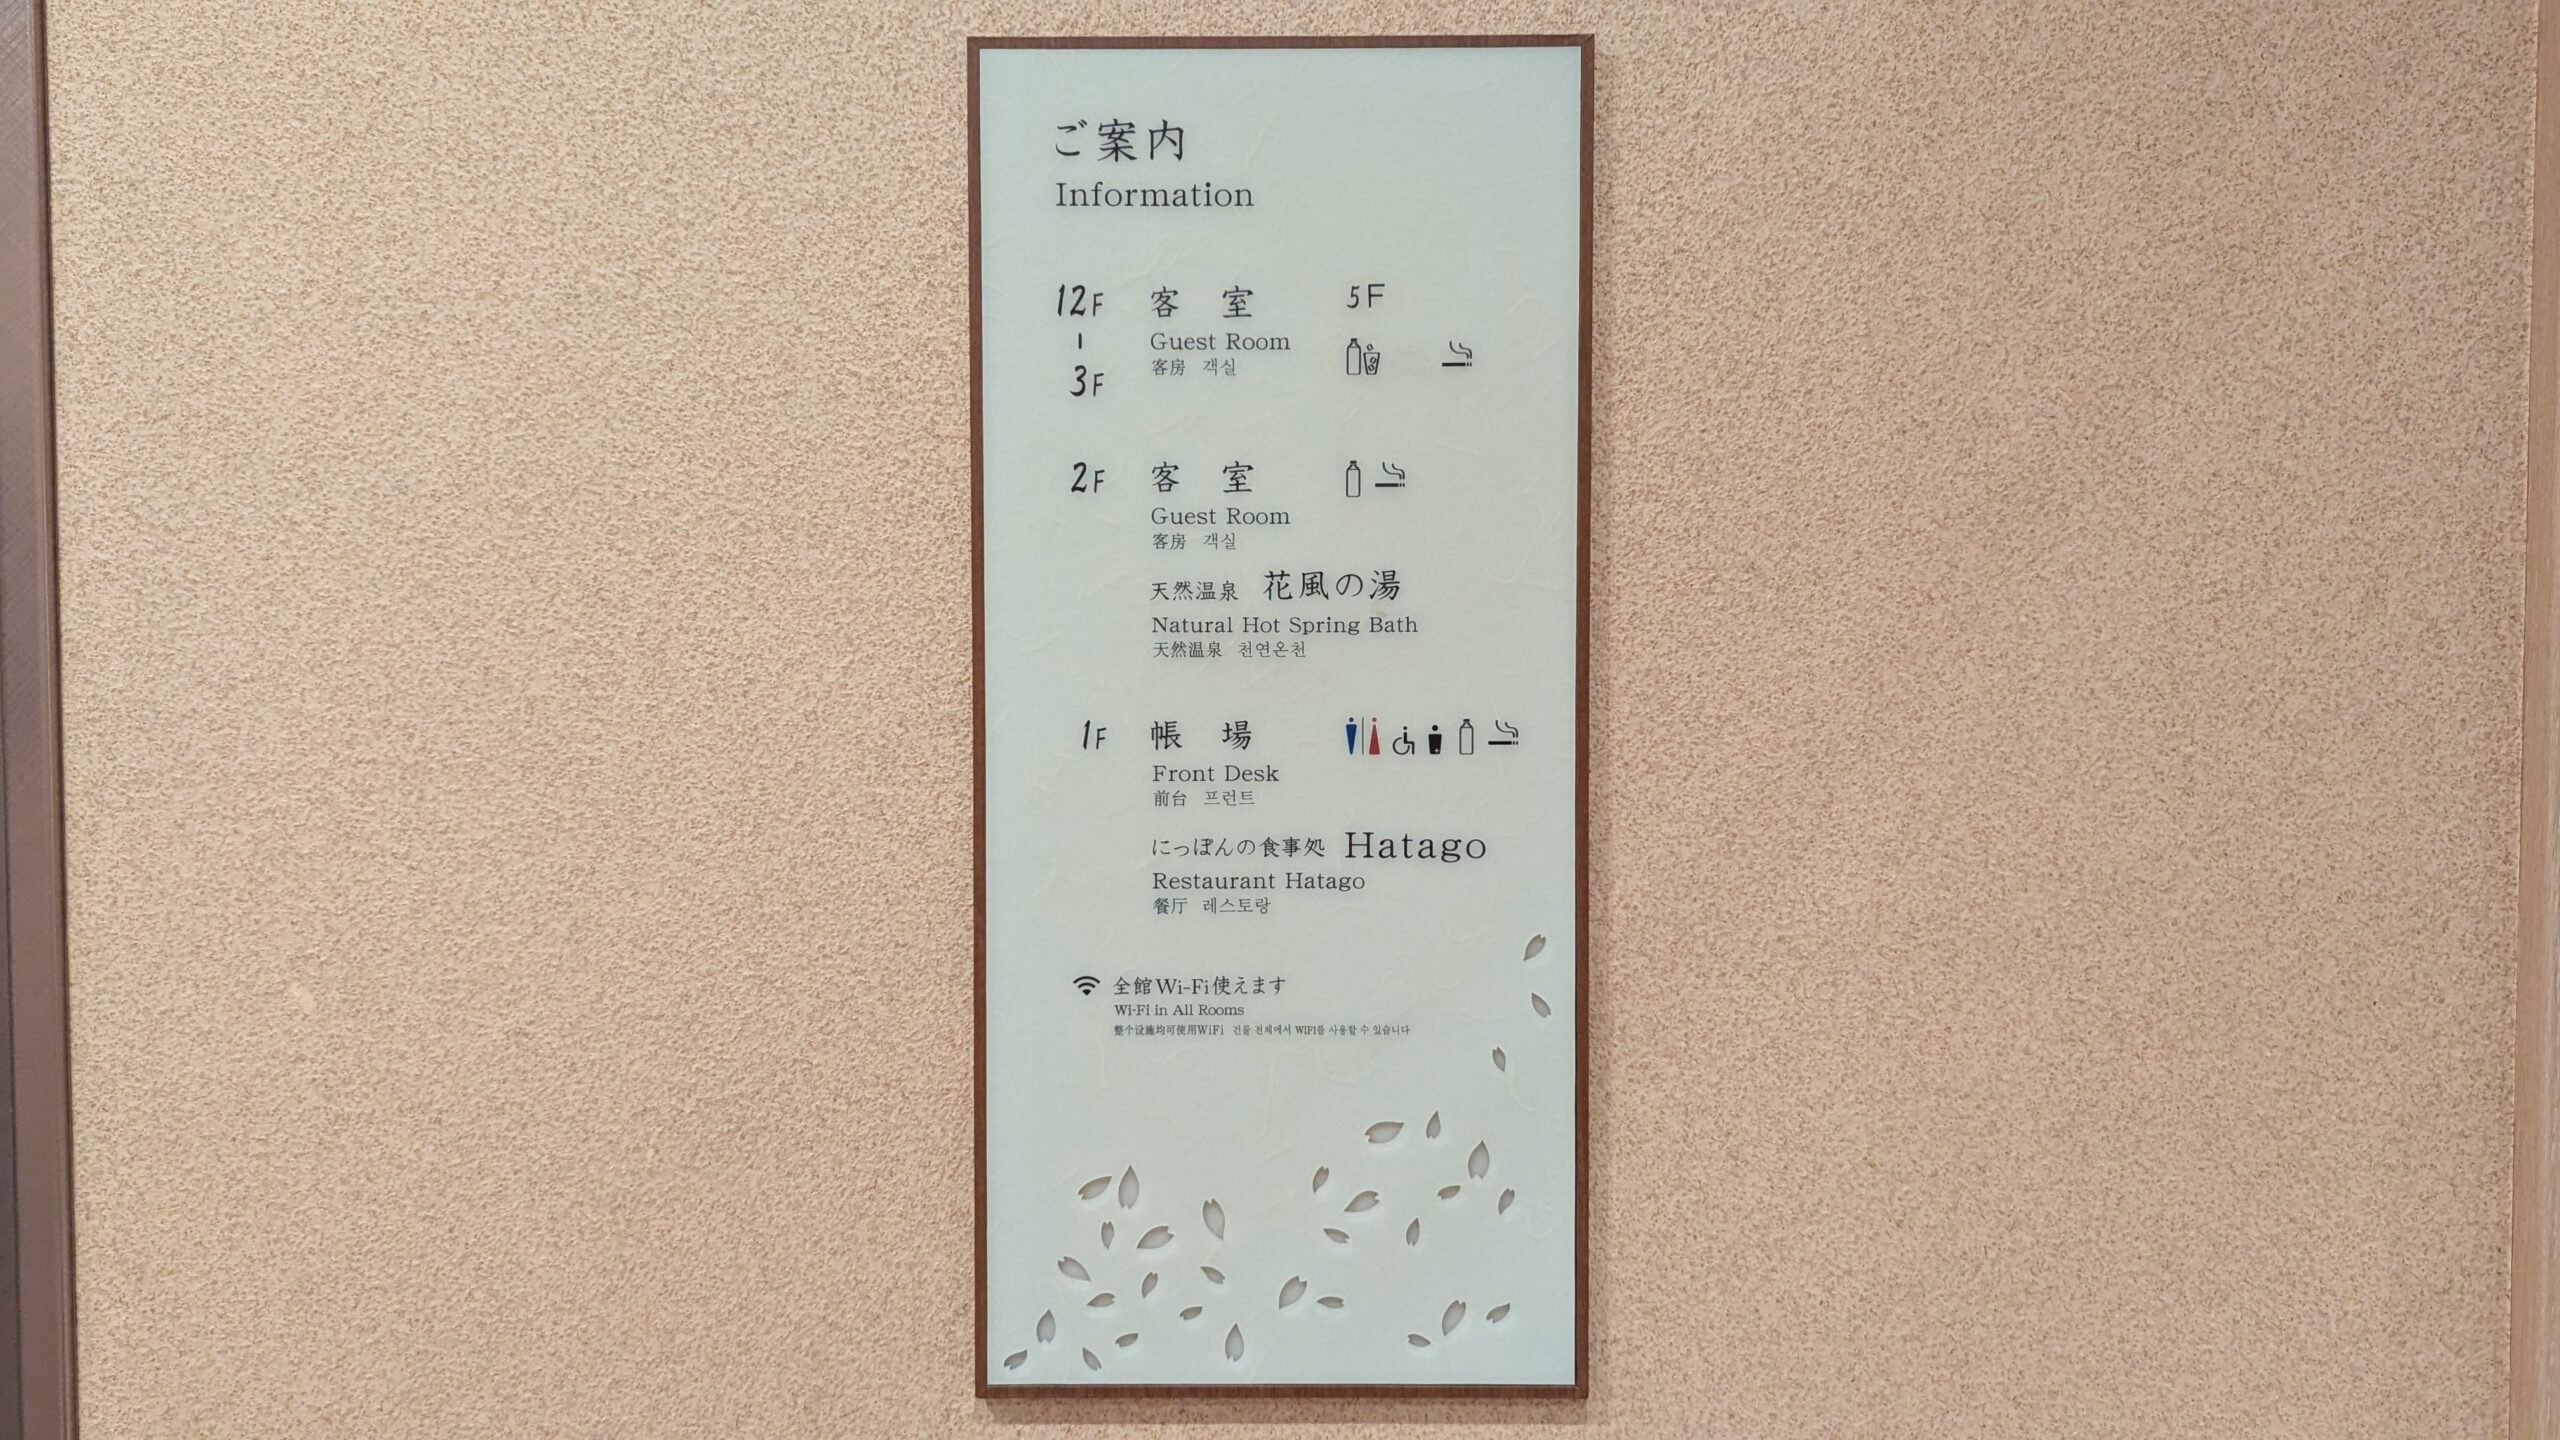 ご案内
Information
12F
-
3F
客 室
Guest Room
客房 객실
5F
2F 客 室
Guest Room
客房 객실
天然温泉 花風の湯
Natural Hot Spring Bath
天然温泉 천연온천
1F 帳 場
Front Desk
前台 프런트
にっぽんの食事処 Hatago
Restaurant Hatago
餐厅 레스토랑
全館Wi-Fi使えます
Wi-Fi in All Rooms
整个设施均可使用WiFi 건물 전체에서 WIFI를 사용할 수 있습니다